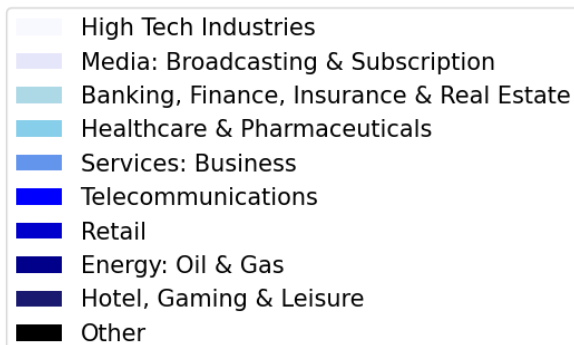 High Tech Industries
Media: Broadcasting & Subscription
Banking, Finance, Insurance & Real Estate
Healthcare & Pharmaceuticals
Services: Business
Telecommunications
Retail
Energy: Oil & Gas
Hotel, Gaming & Leisure
Other